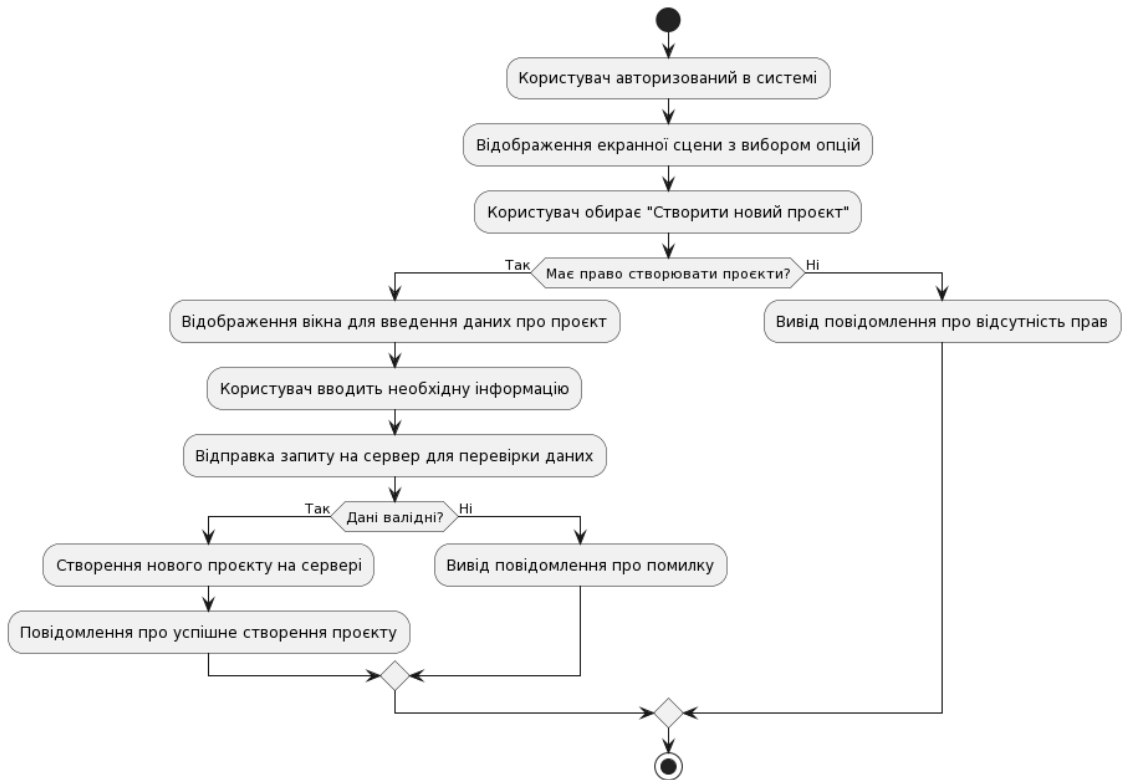 Користувач авторизований в системі
Відображення екранної сцени з вибором опцій
Користувач обирає "Створити новий проєкт"
Так
Має право створювати проєкти?
Ні
Відображення вікна для введення даних про проєкт
Вивід повідомлення про відсутність прав
Користувач вводить необхідну інформацію
Відправка запиту на сервер для перевірки даних
Так
Дані валідні?
Ні
Створення нового проєкту на сервері
Вивід повідомлення про помилку
Повідомлення про успішне створення проєкту